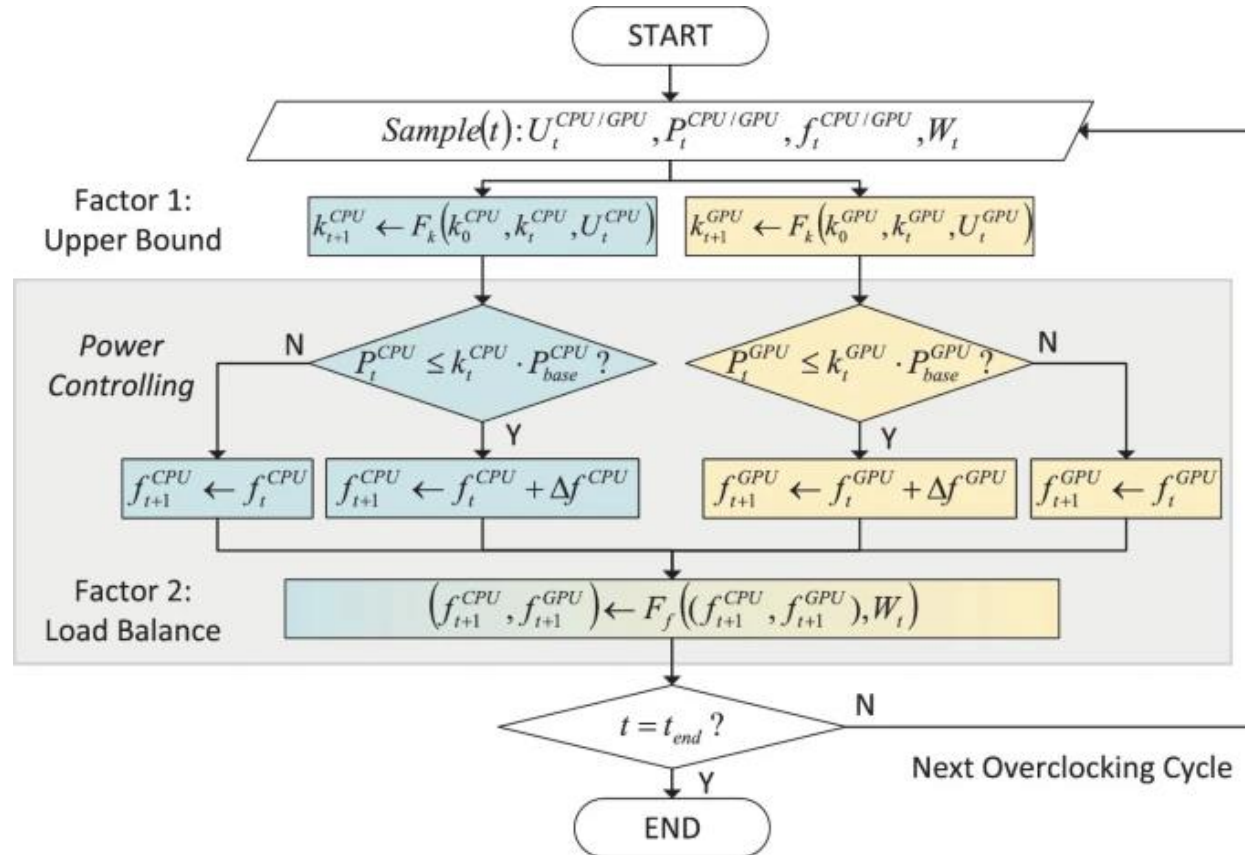 START
Sample(t): U_t^{CPU/GPU}, P_t^{CPU/GPU}, f_t^{CPU/GPU}, W_t
Factor 1:
Upper Bound
k_{t+1}^{CPU} ← F_k(k_0^{CPU}, k_t^{CPU}, U_t^{CPU})
k_{t+1}^{GPU} ← F_k(k_0^{GPU}, k_t^{GPU}, U_t^{GPU})
Power
Controlling
N
P_t^{CPU} ≤ k_t^{CPU} · P_{base}^{CPU} ?
P_t^{GPU} ≤ k_t^{GPU} · P_{base}^{GPU} ?
N
Y
Y
f_{t+1}^{CPU} ← f_t^{CPU}
f_{t+1}^{CPU} ← f_t^{CPU} + Δf^{CPU}
f_{t+1}^{GPU} ← f_t^{GPU} + Δf^{GPU}
f_{t+1}^{GPU} ← f_t^{GPU}
Factor 2:
Load Balance
(f_{t+1}^{CPU}, f_{t+1}^{GPU}) ← F_f((f_{t+1}^{CPU}, f_{t+1}^{GPU}), W_t)
t = t_{end} ?
N
Next Overclocking Cycle
Y
END